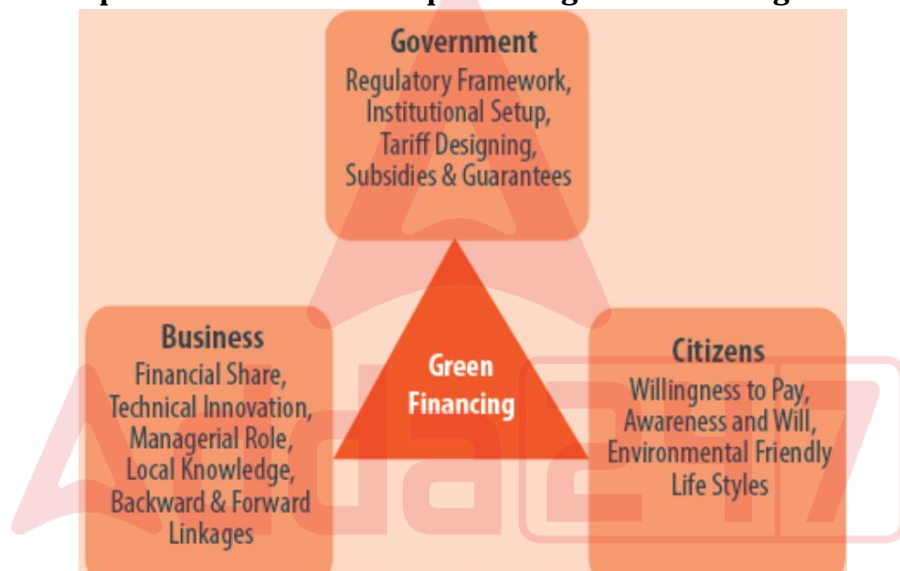 Government
Regulatory Framework,
Institutional Setup,
Tariff Designing,
Subsidies & Guarantees
Business
Financial Share,
Technical Innovation,
Managerial Role,
Local Knowledge,
Backward & Forward
Linkages
Green
Financing
Citizens
Willingness to Pay,
Awareness and Will,
Environmental Friendly
Life Styles
Adda247